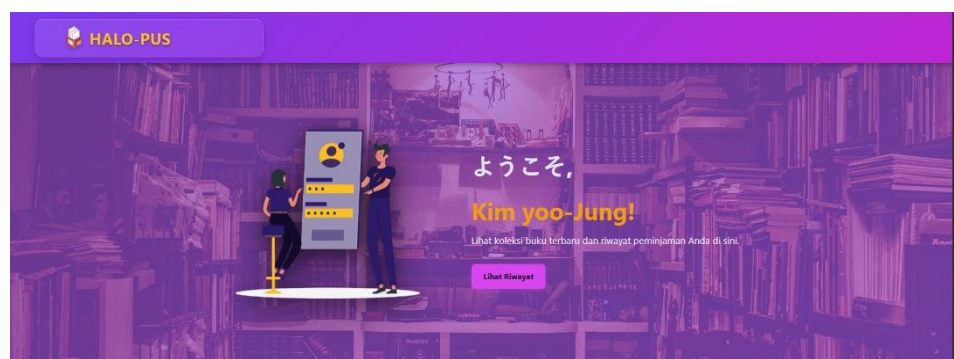 HALO-PUS
ようこそ,
Kim yoo-Jung!
Lihat koleksi buku terbaru dan riwayat peminjaman Anda di sini.
Lihat Riwayat